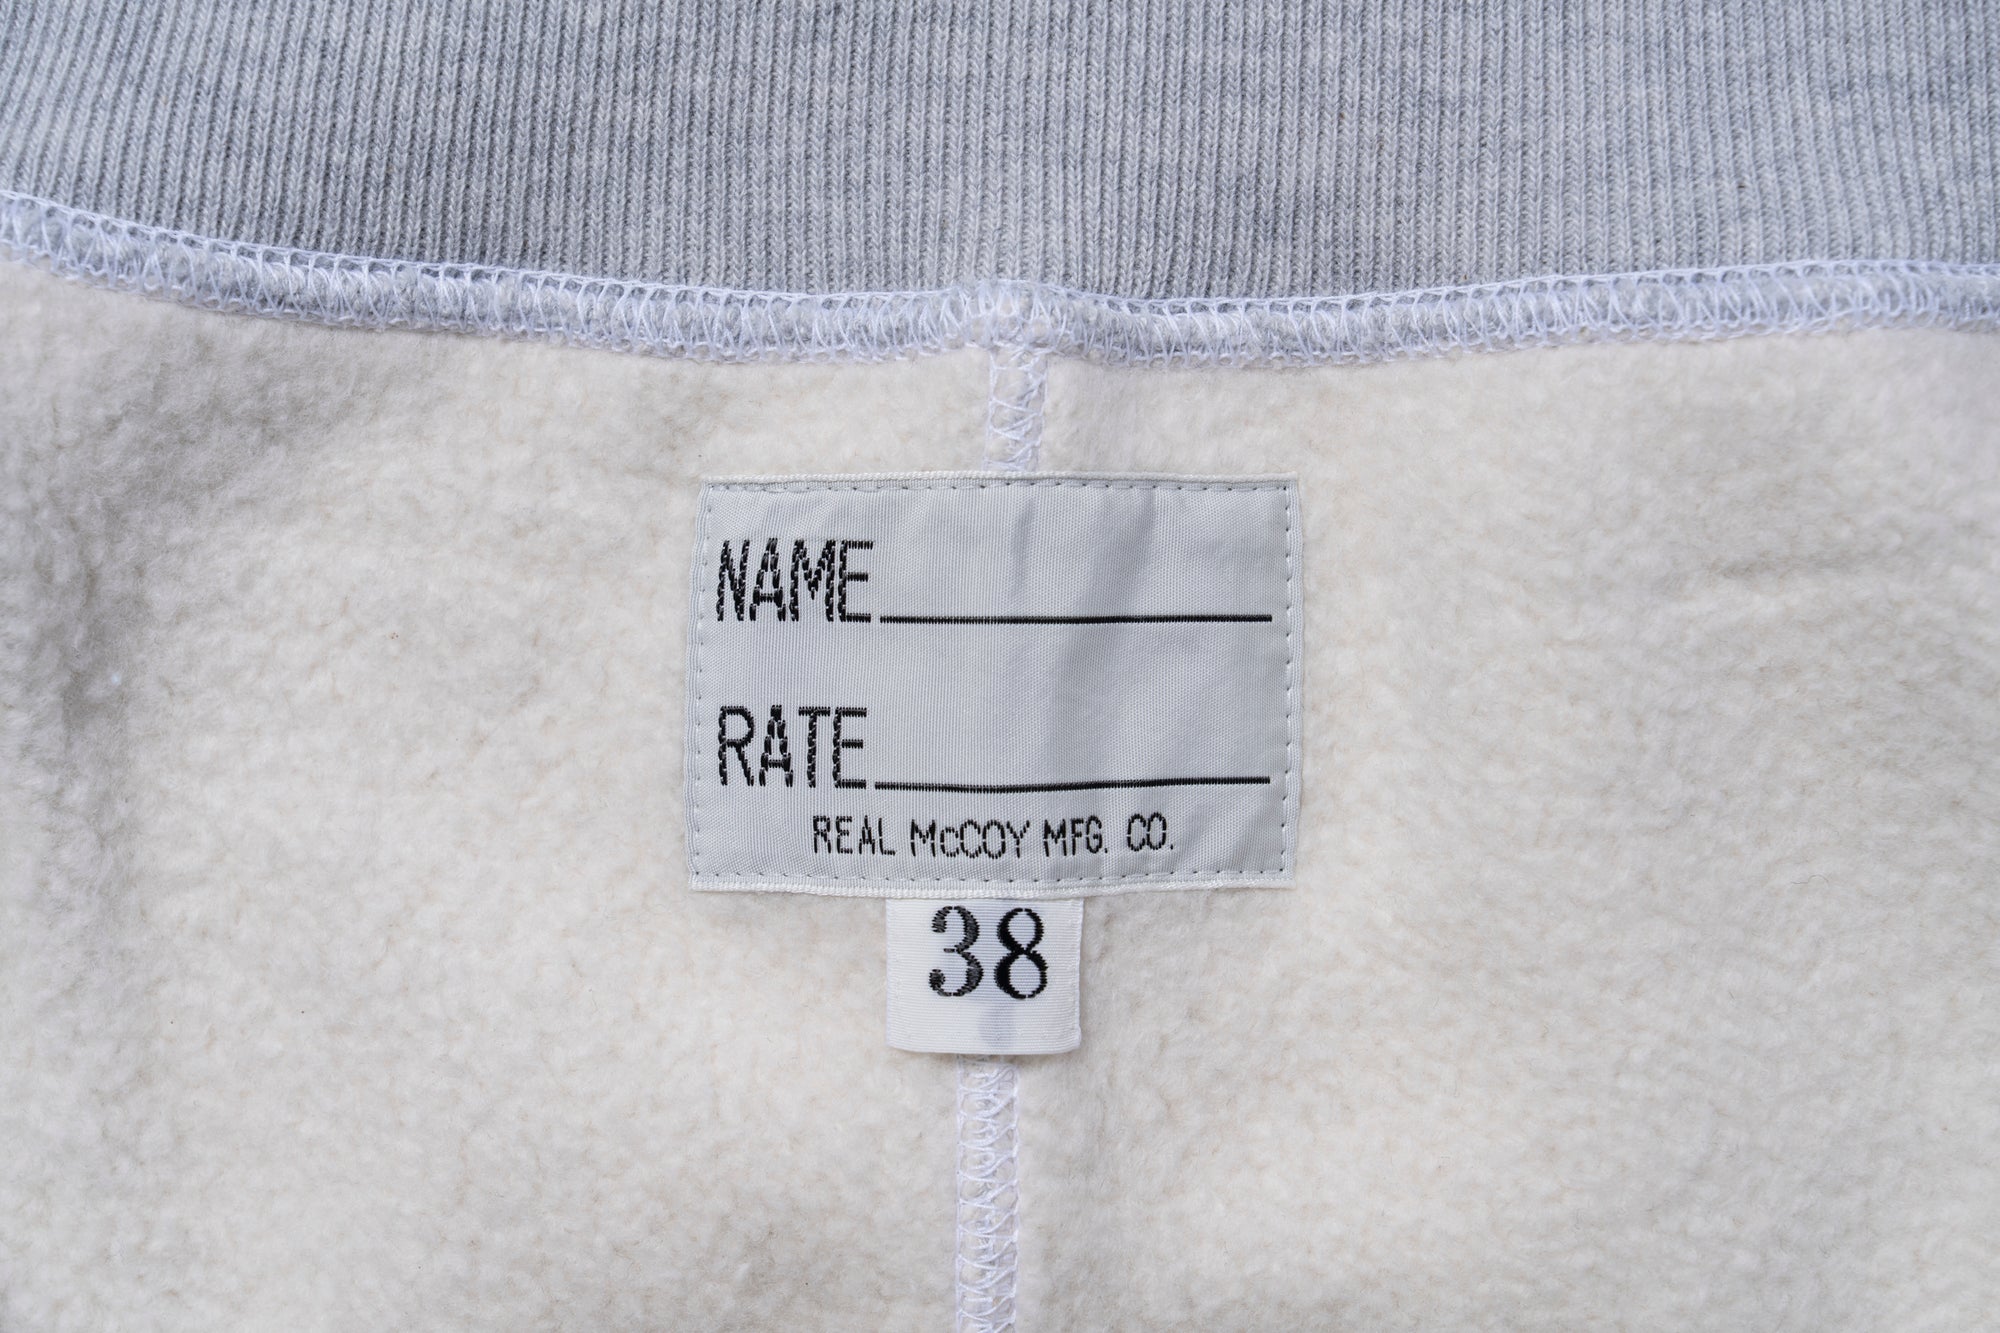 NAME
RATE
REAL McCOY MFG. CO.
38